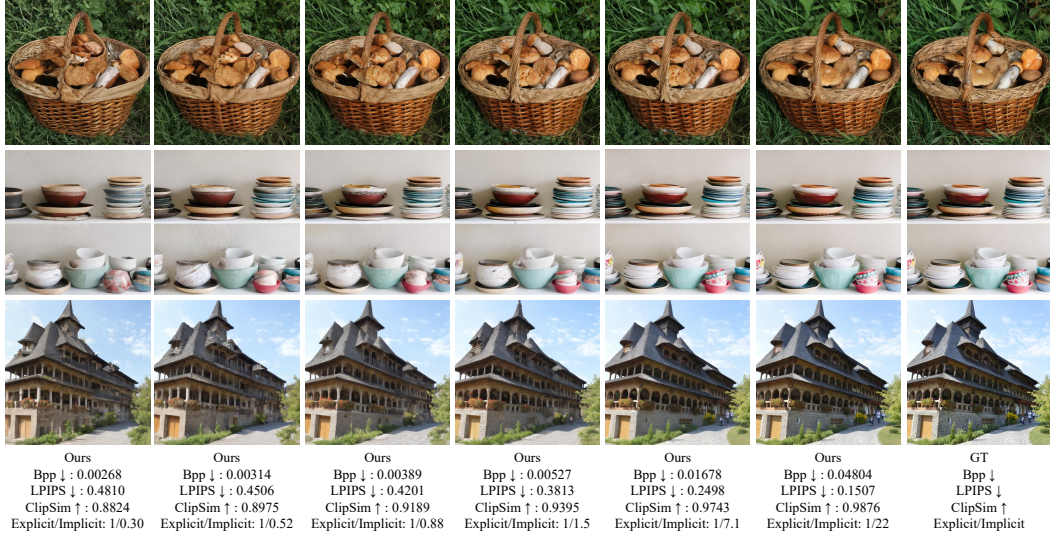 Ours
Bpp ↓ : 0.00268
LPIPS ↓ : 0.4810
ClipSim ↑ : 0.8824
Explicit/Implicit: 1/0.30
Ours
Bpp ↓ : 0.00314
LPIPS ↓ : 0.4506
ClipSim ↑ : 0.8975
Explicit/Implicit: 1/0.52
Ours
Bpp ↓ : 0.00389
LPIPS ↓ : 0.4201
ClipSim ↑ : 0.9189
Explicit/Implicit: 1/0.88
Ours
Bpp ↓ : 0.00527
LPIPS ↓ : 0.3813
ClipSim ↑ : 0.9395
Explicit/Implicit: 1/1.5
Ours
Bpp ↓ : 0.01678
LPIPS ↓ : 0.2498
ClipSim ↑ : 0.9743
Explicit/Implicit: 1/7.1
Ours
Bpp ↓ : 0.04804
LPIPS ↓ : 0.1507
ClipSim ↑ : 0.9876
Explicit/Implicit: 1/22
GT
Bpp ↓
LPIPS ↓
ClipSim ↑
Explicit/Implicit